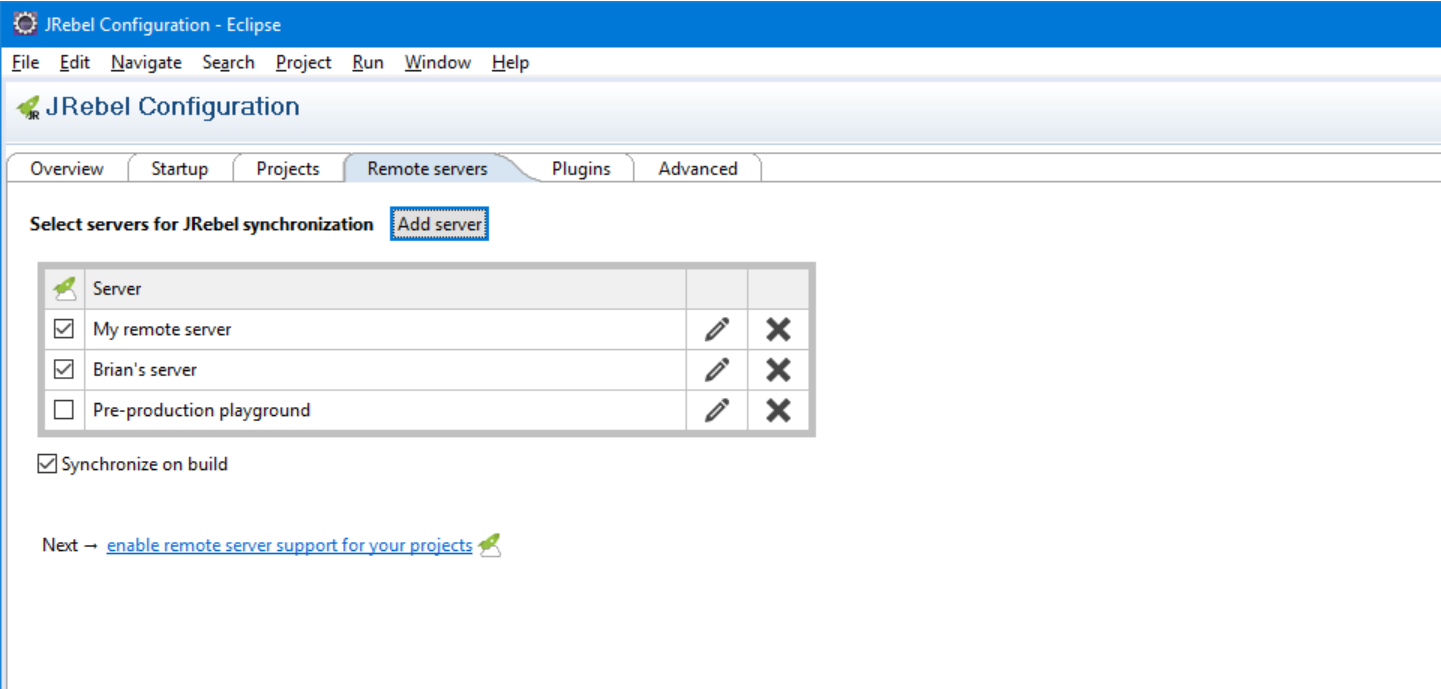 JRebel Configuration - Eclipse
File Edit Navigate Search Project Run Window Help
JR JRebel Configuration
Overview Startup Projects Remote servers Plugins Advanced
Select servers for JRebel synchronization Add server
Server
My remote server
Brian's server
Pre-production playground
Synchronize on build
Next → enable remote server support for your projects